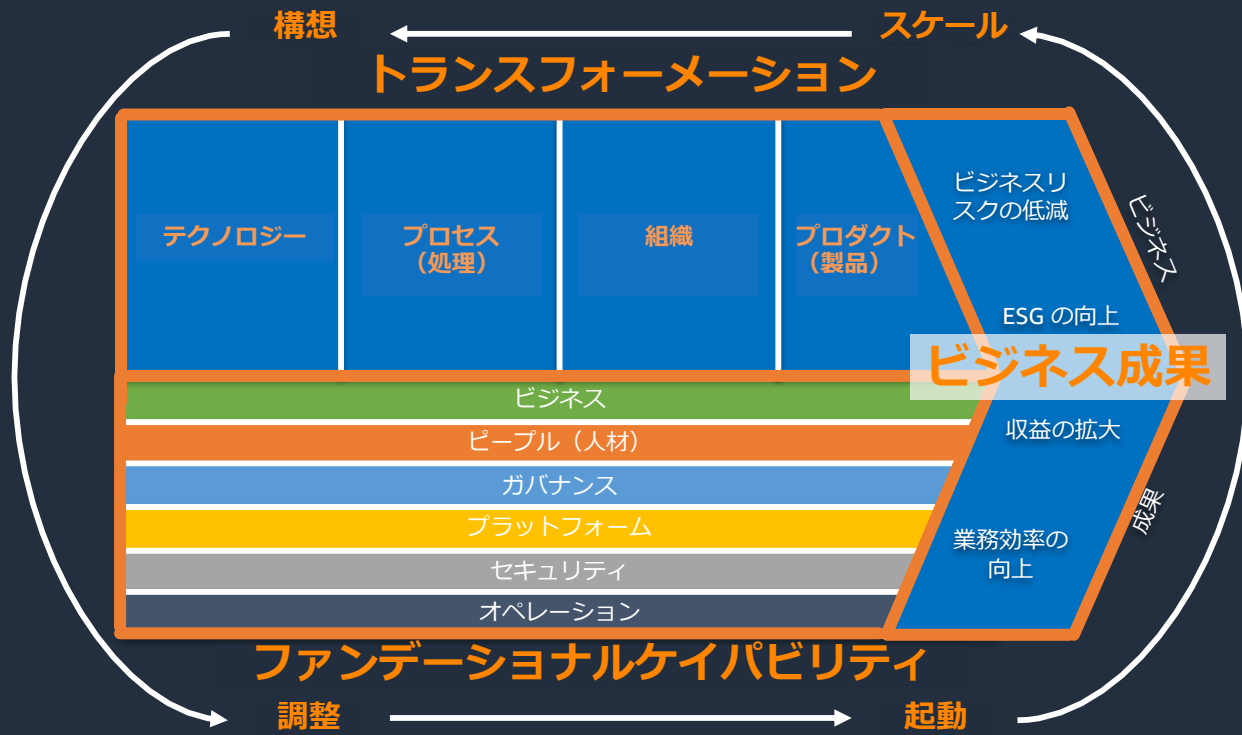 構想
スケール
トランスフォーメーション
テクノロジー
プロセス
（処理）
組織
プロダクト
（製品）
ビジネスリ
スクの低減
ビジネス
ESG の向上
ビジネス成果
ビジネス
ピープル（人材）
ガバナンス
プラットフォーム
セキュリティ
オペレーション
収益の拡大
成果
業務効率の
向上
ファンデーショナルケイパビリティ
調整
起動